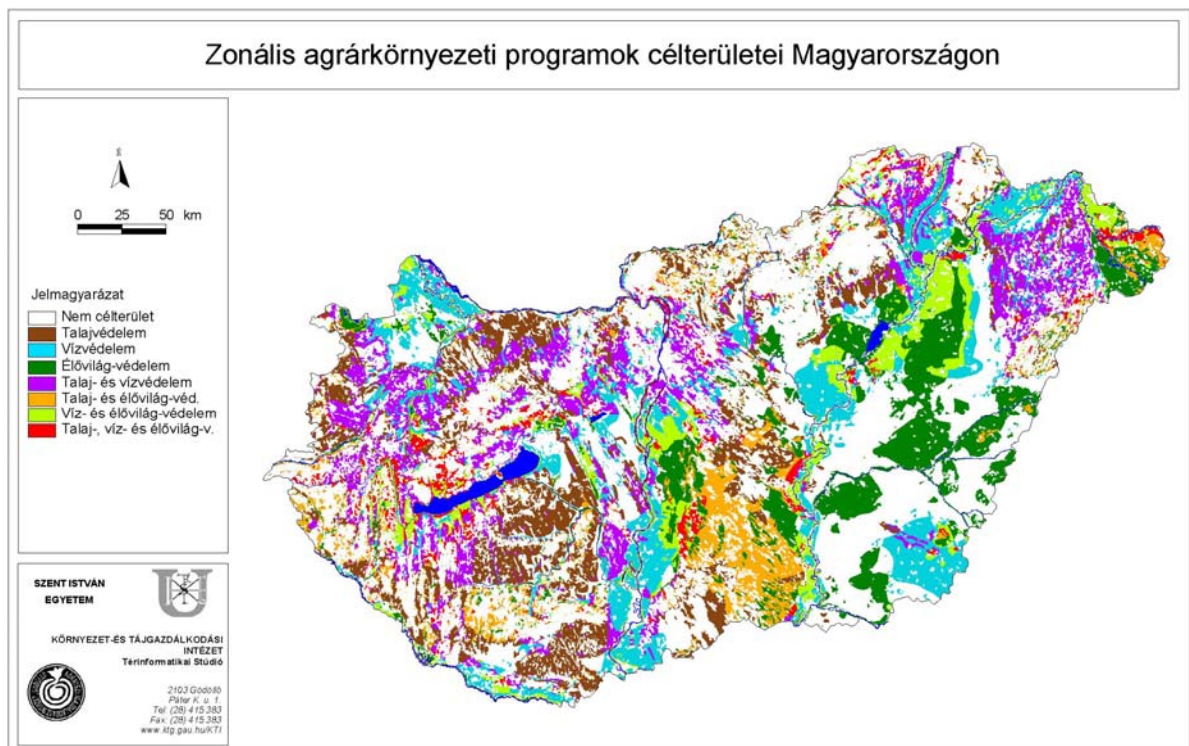 Zonális agrárkörnyezeti programok célterületei Magyarországon
0 25 50 km
Jelmagyarázat
Nem célterület
Talajvédelem
Vízvédelem
Élővilág-védelem
Talaj- és vízvédelem
Talaj- és élővilág-véd.
Víz- és élővilág-védelem
Talaj-, víz- és élővilág-v.
SZENT ISTVÁN
EGYETEM
KÖRNYEZET-ÉS TÁJGAZDÁLKODÁSI
INTÉZET
Térinformatikai Stúdió
2103 Gödöllő
Páter K. u. 1.
Tel: (28) 415 383
Fax: (28) 415 383
www.ktg.gau.hu/KTI